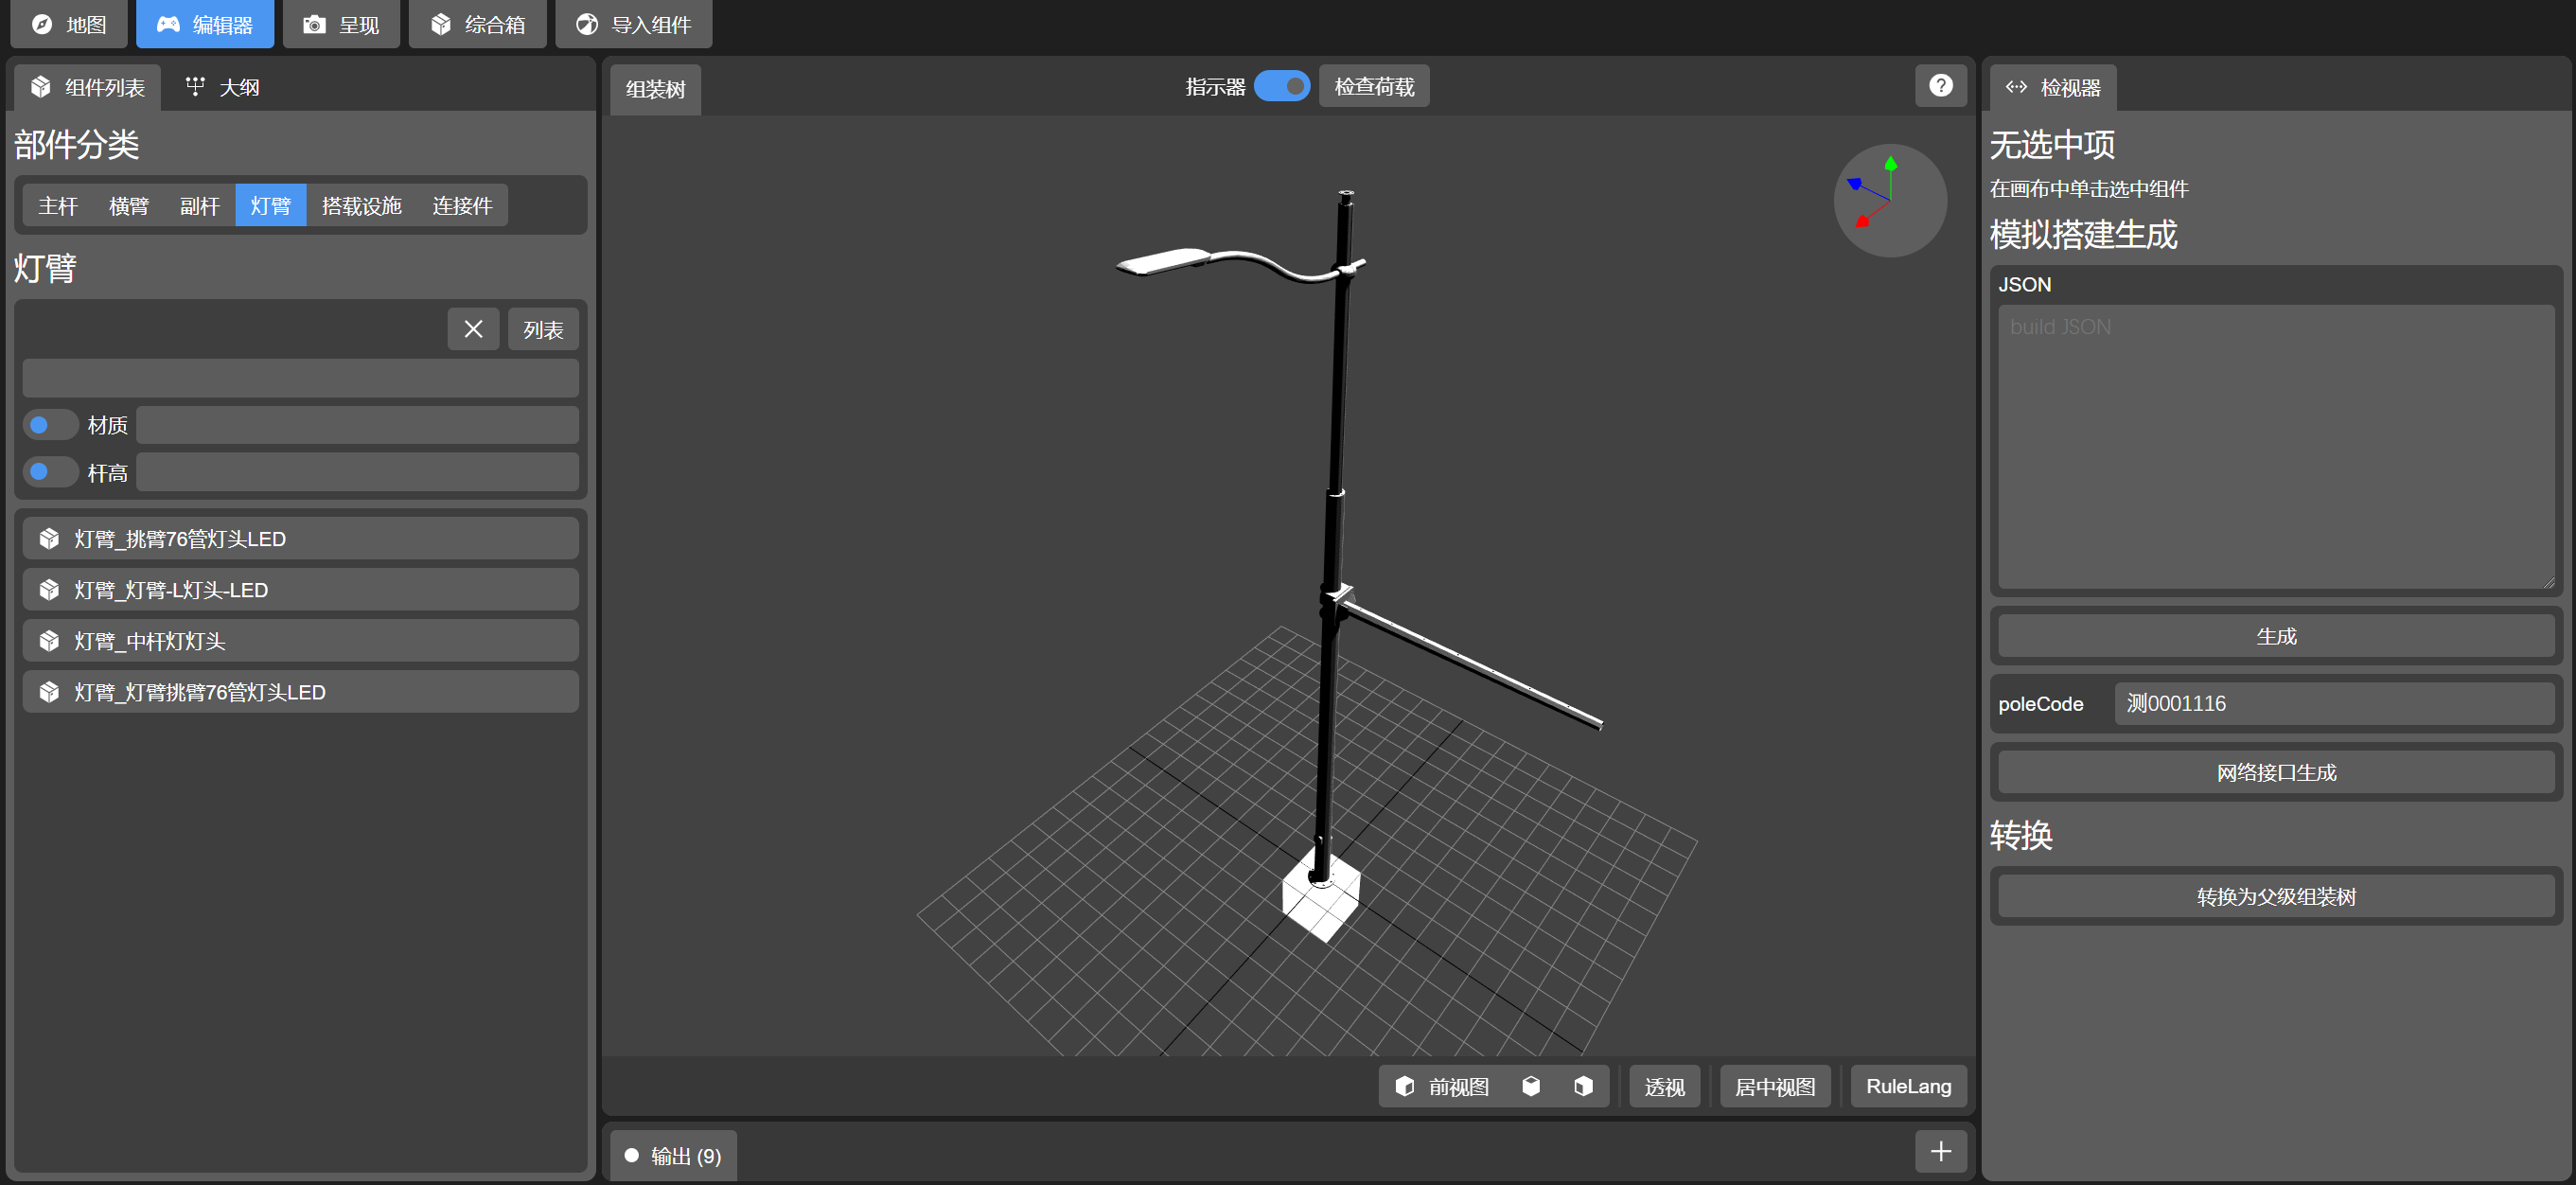 地图 编辑器 呈现 综合箱 导入组件
组件列表 大纲
部件分类
主杆 横臂 副杆 灯臂 搭载设施 连接件
灯臂
列表
材质
杆高
灯臂_挑臂76管灯头LED
灯臂_灯臂-L灯头-LED
灯臂_中杆灯灯头
灯臂_灯臂挑臂76管灯头LED
组装树 指示器 检查荷载
前视图 透视 居中视图 RuleLang
输出 (9)
检视器
无选中项
在画布中单击选中组件
模拟搭建生成
JSON
build JSON
生成
poleCode 测0001116
网络接口生成
转换
转换为父级组装树